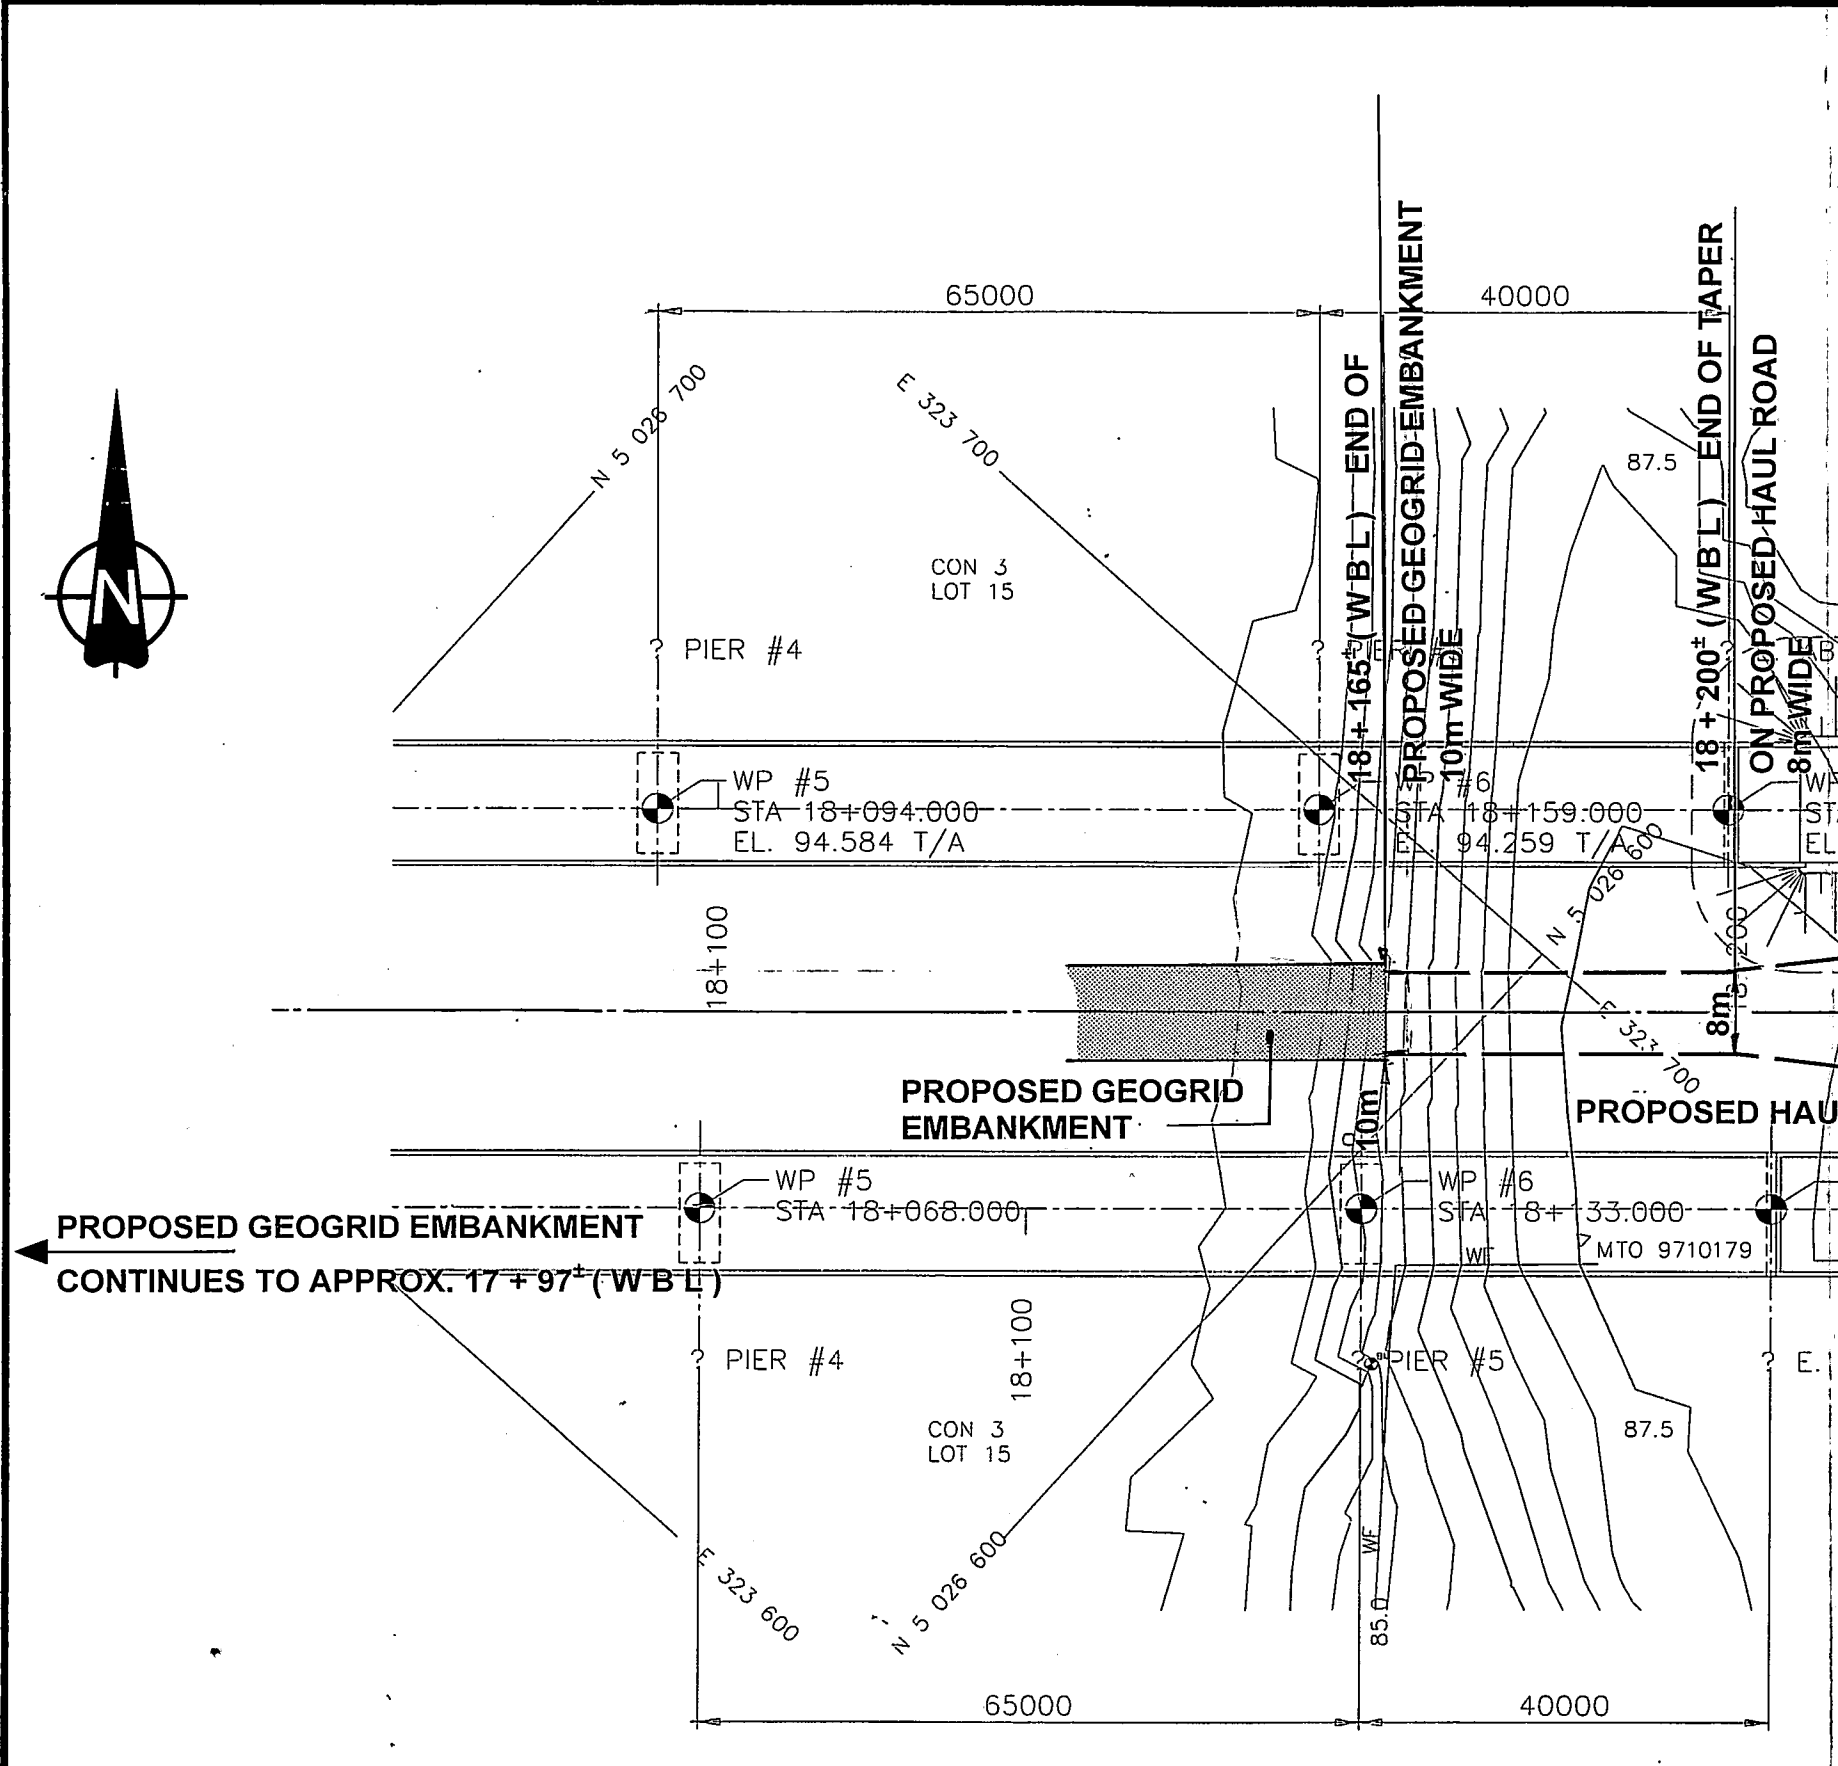 65000
40000
N 5 026 700
E 323 700
18 + 165± ( W B L ) END OF
PROPOSED GEOGRID EMBANKMENT
10m WIDE
18 + 200± ( W B L ) END OF TAPER
ON PROPOSED HAUL ROAD
8m WIDE
87.5
N
CON 3
LOT 15
? PIER #4
?
?
WP #5
STA 18+094.000
EL. 94.584 T/A
WP #6
STA 18+159.000
94.259 T/A
EL
N 5 026 600
18+100
8m
E 323 700
PROPOSED GEOGRID
EMBANKMENT
10m
PROPOSED HAU
WP #5
STA 18+068.000
WP #6
STA 18+133.000
WF
MTO 9710179
PROPOSED GEOGRID EMBANKMENT
CONTINUES TO APPROX. 17 + 97± ( W B L )
? PIER #4
18+100
PIER #5
? E.
CON 3
LOT 15
87.5
E 323 600
N 5 026 600
WF
85.0
65000
40000